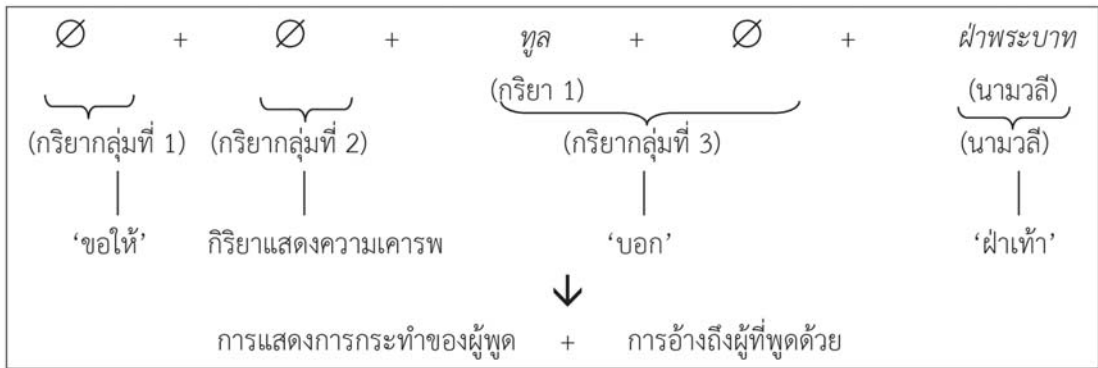 ∅ + ∅ + ทูล + ∅ + ฝ่าพระบาท
(กริยา 1) (นามวลี)
(กริยากลุ่มที่ 1) (กริยากลุ่มที่ 2) (กริยากลุ่มที่ 3) (นามวลี)
‘ขอให้’ กิริยาแสดงความเคารพ ‘บอก’ ‘ฝ่าเท้า’
การแสดงการกระทำของผู้พูด + การอ้างถึงผู้ที่พูดด้วย